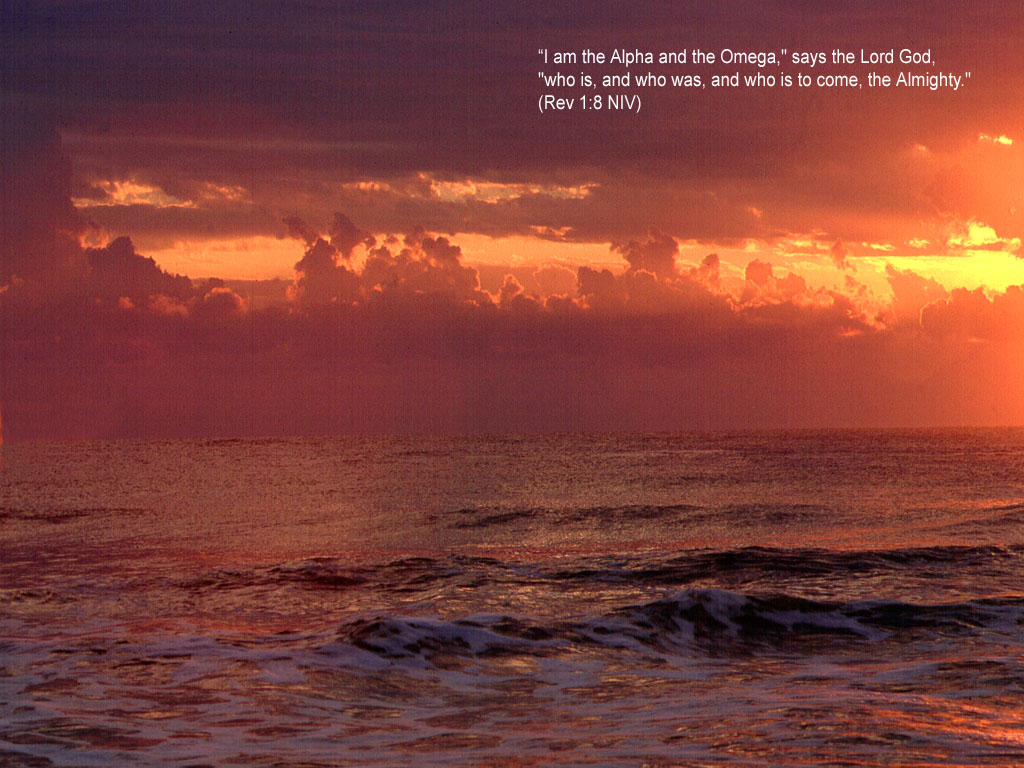 “I am the Alpha and the Omega," says the Lord God,
"who is, and who was, and who is to come, the Almighty."
(Rev 1:8 NIV)